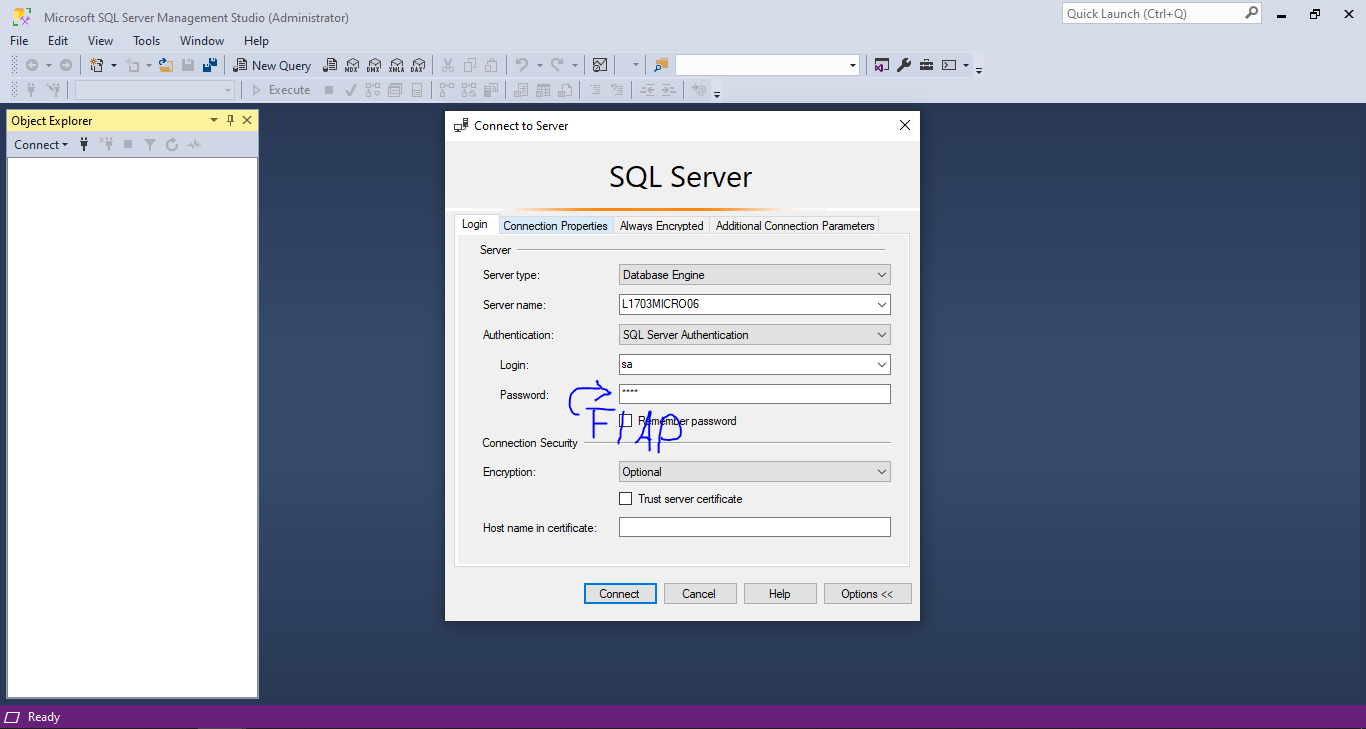 Microsoft SQL Server Management Studio (Administrator)
Quick Launch (Ctrl+Q)
File Edit View Tools Window Help
New Query MDX DMX XMLA DAX
Execute
Object Explorer
Connect
Connect to Server
SQL Server
Login Connection Properties Always Encrypted Additional Connection Parameters
Server
Server type: Database Engine
Server name: L1703MICRO06
Authentication: SQL Server Authentication
Login: sa
Password: ****
FIAP
Remember password
Connection Security
Encryption: Optional
Trust server certificate
Host name in certificate:
Connect Cancel Help Options <<
Ready